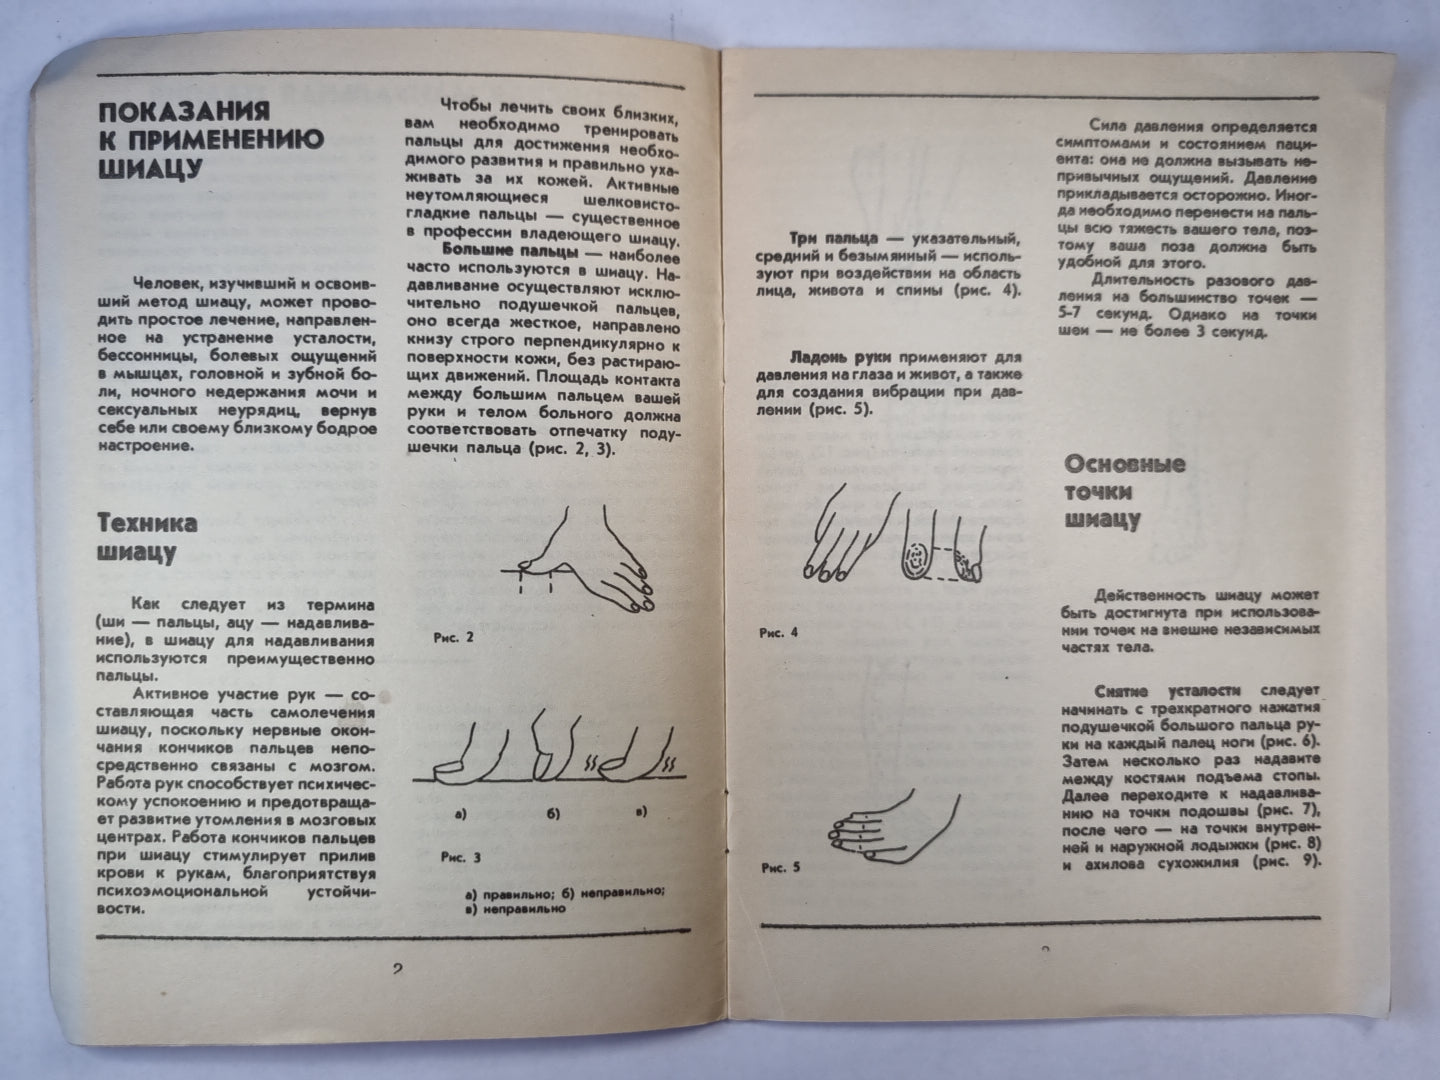 ПОКАЗАНИЯ
К ПРИМЕНЕНИЮ
ШИАЦУ
Человек, изучивший и освоив-
ший метод шиацу, может прово-
дить простое лечение, направлен-
ное на устранение усталости,
бессонницы, болевых ощущений
в мышцах, головной и зубной бо-
ли, ночного недержания мочи и
сексуальных неурядиц, вернув
себе или своему близкому бодрое
настроение.
Техника
шиацу
Как следует из термина
(ши — пальцы, ацу — надавлива-
ние), в шиацу для надавливания
используются преимущественно
пальцы.
Активное участие рук — со-
ставляющая часть самолечения
шиацу, поскольку нервные окон-
чания кончиков пальцев непо-
средственно связаны с мозгом.
Работа рук способствует психичес-
кому успокоению и предотвраща-
ет развитие утомления в мозговых
центрах. Работа кончиков пальцев
при шиацу стимулирует прилив
крови к рукам, благоприятствуя
психоэмоциональной устойчи-
вости.
Чтобы лечить своих близких,
вам необходимо тренировать
пальцы для достижения необхо-
димого развития и правильно уха-
живать за их кожей. Активные
неутомляющиеся шелковисто-
гладкие пальцы — существенное
в профессии владеющего шиацу.
Большие пальцы — наиболее
часто используются в шиацу. На-
давливание осуществляют исклю-
чительно подушечкой пальцев,
оно всегда жесткое, направлено
книзу строго перпендикулярно к
поверхности кожи, без растираю-
щих движений. Площадь контакта
между большим пальцем вашей
руки и телом больного должна
соответствовать отпечатку поду-
шечки пальца (рис. 2, 3).
Рис. 2
а) б) в)
Рис. 3
а) правильно; б) неправильно;
в) неправильно
2
Три пальца — указательный,
средний и безымянный — исполь-
зуют при воздействии на область
лица, живота и спины (рис. 4).
Ладонь руки применяют для
давления на глаза и живот, а также
для создания вибрации при дав-
лении (рис. 5).
Рис. 4
Рис. 5
Сила давления определяется
симптомами и состоянием паци-
ента: она не должна вызывать не-
привычных ощущений. Давление
прикладывается осторожно. Иног-
да необходимо перенести на паль-
цы всю тяжесть вашего тела, поэ-
тому ваша поза должна быть
удобной для этого.
Длительность разового дав-
ления на большинство точек —
5-7 секунд. Однако на точки
шеи — не более 3 секунд.
Основные
точки
шиацу
Действенность шиацу может
быть достигнута при использова-
нии точек на внешне независимых
частях тела.
Снятие усталости следует
начинать с трехкратного нажатия
подушечкой большого пальца ру-
ки на каждый палец ноги (рис. 6).
Затем несколько раз надавите
между костями подъема стопы.
Далее переходите к надавлива-
нию на точки подошвы (рис. 7),
после чего — на точки внутрен-
ней и наружной лодыжки (рис. 8)
и ахилова сухожилия (рис. 9).